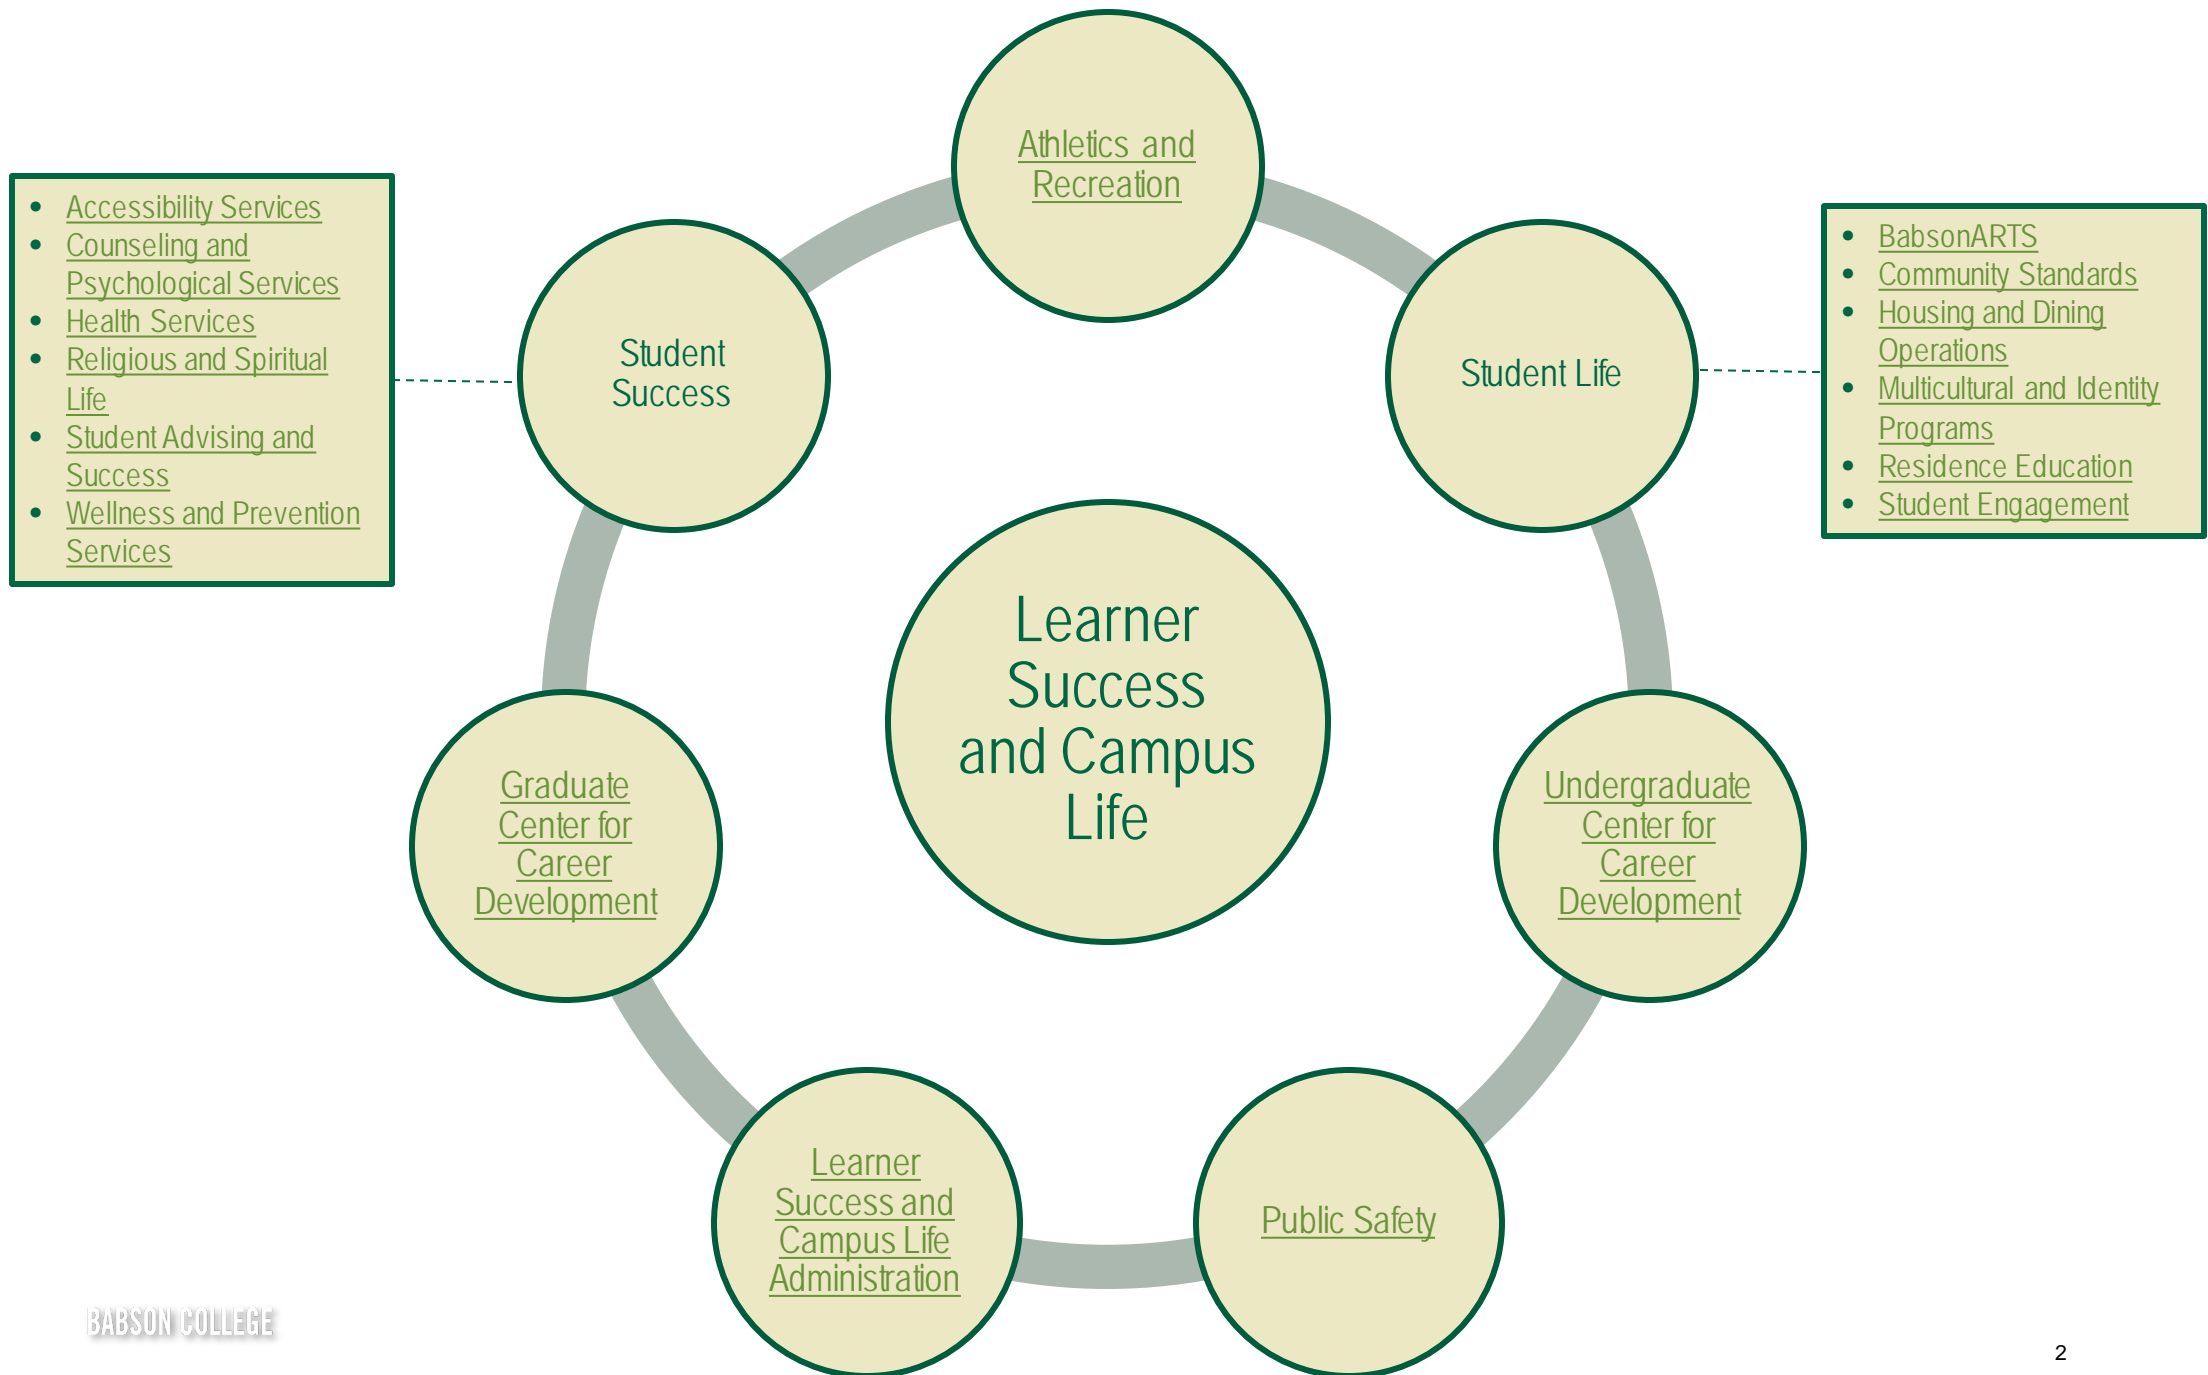 Athletics and
Recreation
• Accessibility Services
• Counseling and
Psychological Services
• Health Services
• Religious and Spiritual
Life
• Student Advising and
Success
• Wellness and Prevention
Services
Student
Success
Student Life
• BabsonARTS
• Community Standards
• Housing and Dining
Operations
• Multicultural and Identity
Programs
• Residence Education
• Student Engagement
Learner
Success
and Campus
Life
Graduate
Center for
Career
Development
Undergraduate
Center for
Career
Development
Learner
Success and
Campus Life
Administration
Public Safety
BABSON COLLEGE
2